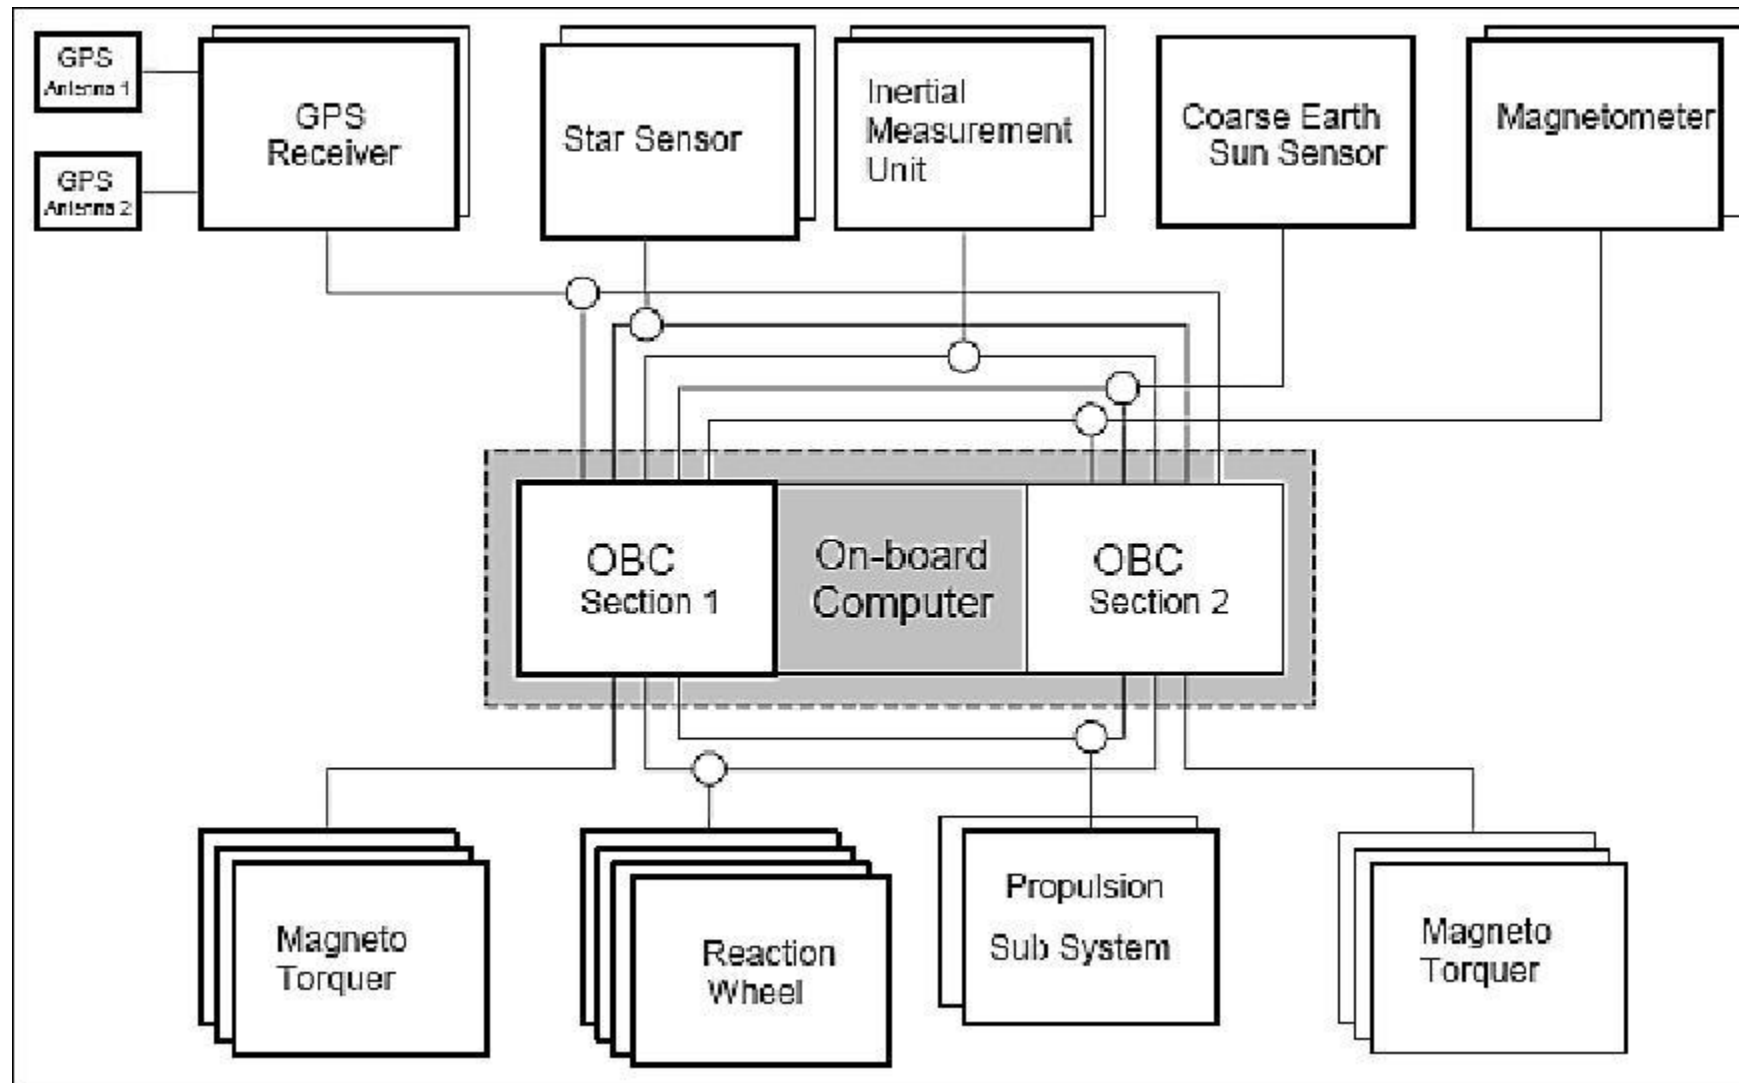 GPS
Antenna 1
GPS
Antenna 2
GPS
Receiver
Star Sensor
Inertial
Measurement
Unit
Coarse Earth
Sun Sensor
Magnetometer
OBC
Section 1
On-board
Computer
OBC
Section 2
Magneto
Torquer
Reaction
Wheel
Propulsion
Sub System
Magneto
Torquer